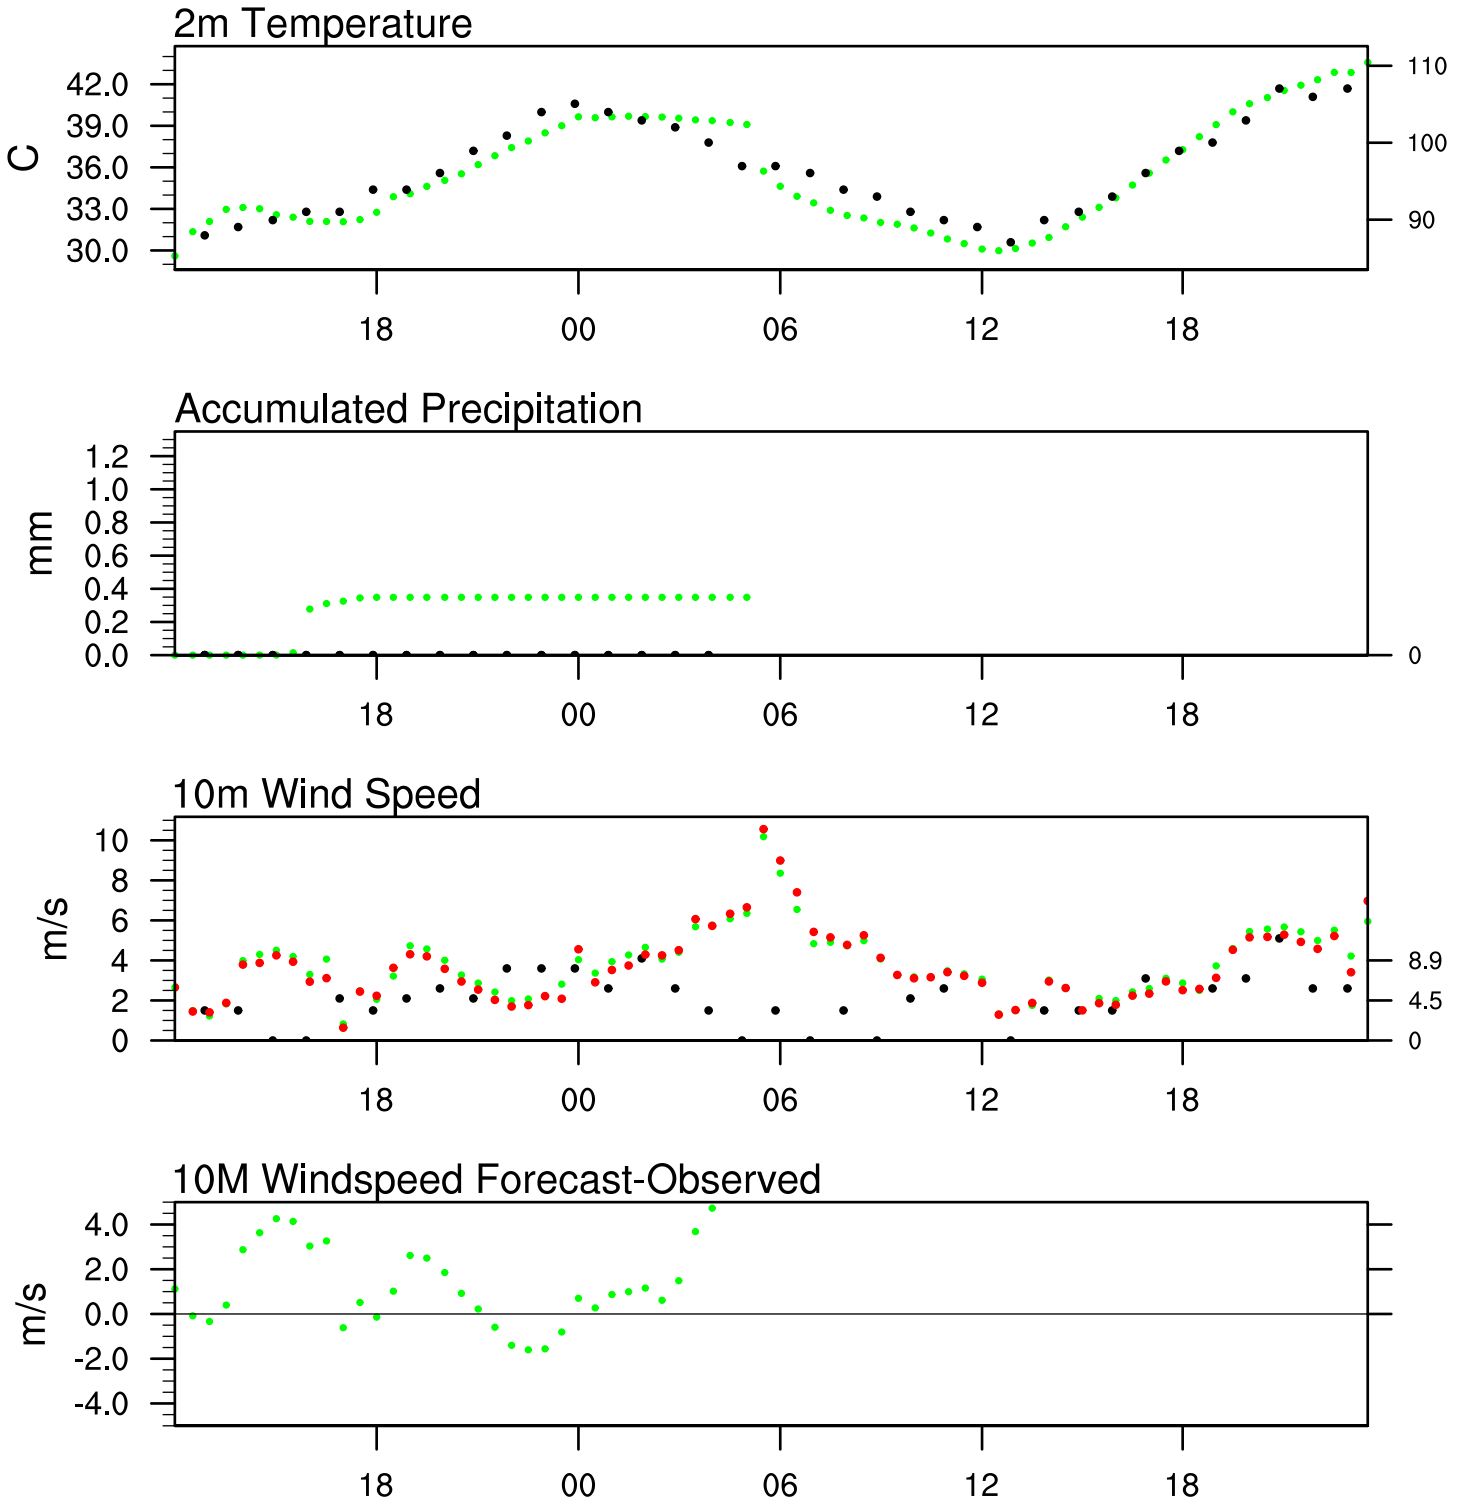 2m Temperature
42.0
39.0
36.0
33.0
30.0
C
110
100
90
18 00 06 12 18
Accumulated Precipitation
1.2
1.0
0.8
0.6
0.4
0.2
0.0
mm
0
18 00 06 12 18
10m Wind Speed
10
8
6
4
2
0
m/s
8.9
4.5
0
18 00 06 12 18
10M Windspeed Forecast-Observed
4.0
2.0
0.0
-2.0
-4.0
m/s
18 00 06 12 18